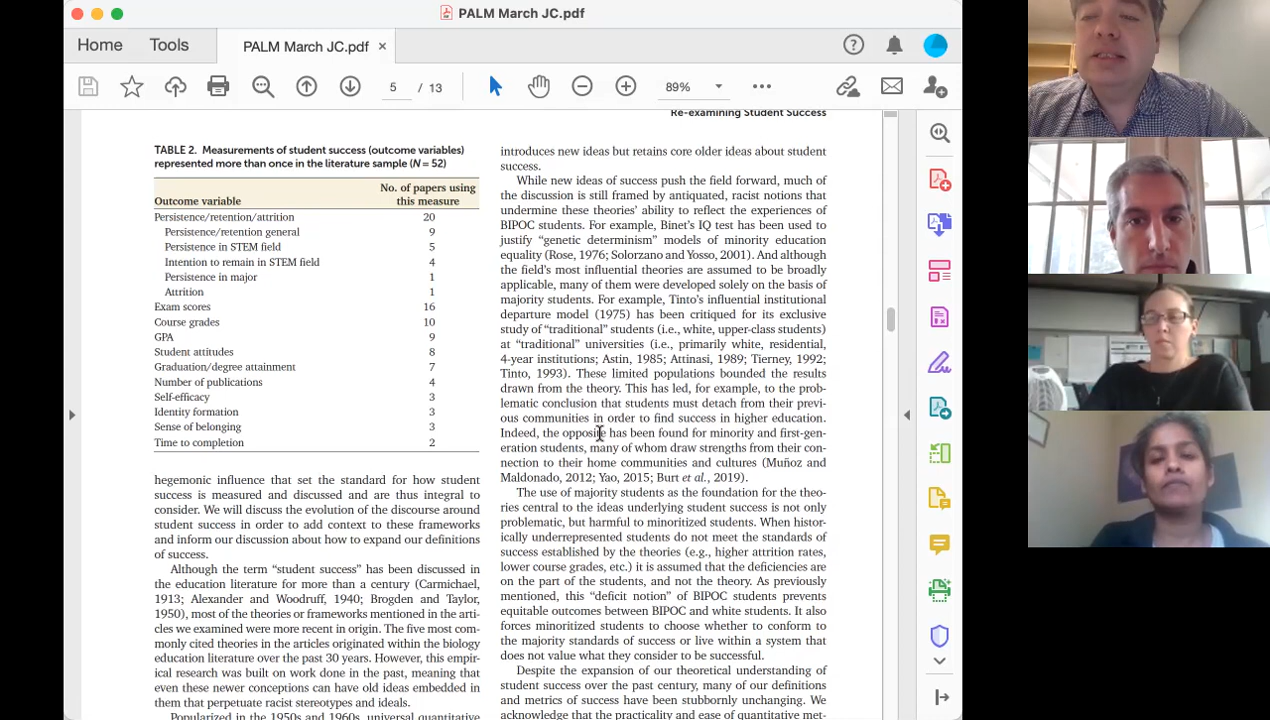 PALM March JC.pdf
Home
Tools
PALM March JC.pdf
5 / 13
89%
Re-examining Student Success
TABLE 2. Measurements of student success (outcome variables)
represented more than once in the literature sample (N = 52)
Outcome variable
No. of papers using
this measure
Persistence/retention/attrition 20
Persistence/retention general 9
Persistence in STEM field 5
Intention to remain in STEM field 4
Persistence in major 1
Attrition 1
Exam scores 16
Course grades 10
GPA 9
Student attitudes 8
Graduation/degree attainment 7
Number of publications 4
Self-efficacy 3
Identity formation 3
Sense of belonging 3
Time to completion 2
hegemonic influence that set the standard for how student
success is measured and discussed and are thus integral to
consider. We will discuss the evolution of the discourse around
student success in order to add context to these frameworks
and inform our discussion about how to expand our definitions
of success.
Although the term “student success” has been discussed in
the education literature for more than a century (Carmichael,
1913; Alexander and Woodruff, 1940; Brogden and Taylor,
1950), most of the theories or frameworks mentioned in the arti-
cles we examined were more recent in origin. The five most com-
monly cited theories in the articles originated within the biology
education literature over the past 30 years. However, this empir-
ical research was built on work done in the past, meaning that
even these newer conceptions can have old ideas embedded in
them that perpetuate racist stereotypes and ideals.
Popularized in the 1950s and 1960s, universal quantitative
introduces new ideas but retains core older ideas about student
success.
While new ideas of success push the field forward, much of
the discussion is still framed by antiquated, racist notions that
undermine these theories’ ability to reflect the experiences of
BIPOC students. For example, Binet’s IQ test has been used to
justify “genetic determinism” models of minority education
equality (Rose, 1976; Solorzano and Yosso, 2001). And although
the field’s most influential theories are assumed to be broadly
applicable, many of them were developed solely on the basis of
majority students. For example, Tinto’s influential institutional
departure model (1975) has been critiqued for its exclusive
study of “traditional” students (i.e., white, upper-class students)
at “traditional” universities (i.e., primarily white, residential,
4-year institutions; Astin, 1985; Attinasi, 1989; Tierney, 1992;
Tinto, 1993). These limited populations bounded the results
drawn from the theory. This has led, for example, to the prob-
lematic conclusion that students must detach from their previ-
ous communities in order to find success in higher education.
Indeed, the opposite has been found for minority and first-gen-
eration students, many of whom draw strengths from their con-
nection to their home communities and cultures (Muñoz and
Maldonado, 2012; Yao, 2015; Burt et al., 2019).
The use of majority students as the foundation for the theo-
ries central to the ideas underlying student success is not only
problematic, but harmful to minoritized students. When histor-
ically underrepresented students do not meet the standards of
success established by the theories (e.g., higher attrition rates,
lower course grades, etc.) it is assumed that the deficiencies are
on the part of the students, and not the theory. As previously
mentioned, this “deficit notion” of BIPOC students prevents
equitable outcomes between BIPOC and white students. It also
forces minoritized students to choose whether to conform to
the majority standards of success or live within a system that
does not value what they consider to be successful.
Despite the expansion of our theoretical understanding of
student success over the past century, many of our definitions
and metrics of success have been stubbornly unchanging. We
acknowledge that the practicality and ease of quantitative met-